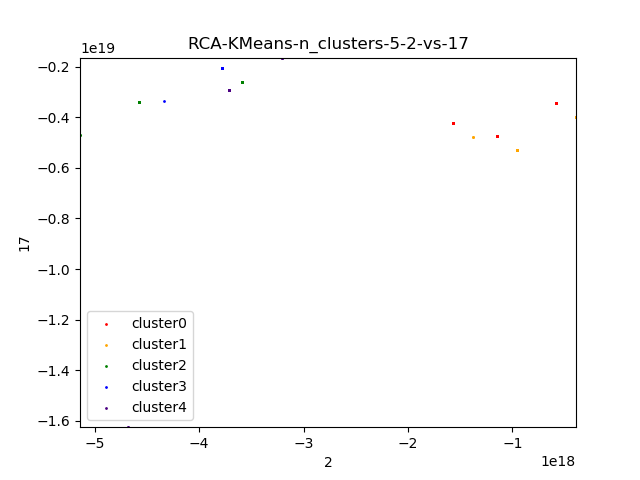 RCA-KMeans-n_clusters-5-2-vs-17
1e19
−0.2
−0.4
−0.6
−0.8
−1.0
−1.2
−1.4
−1.6
17
cluster0
cluster1
cluster2
cluster3
cluster4
−5 −4 −3 −2 −1
2
1e18